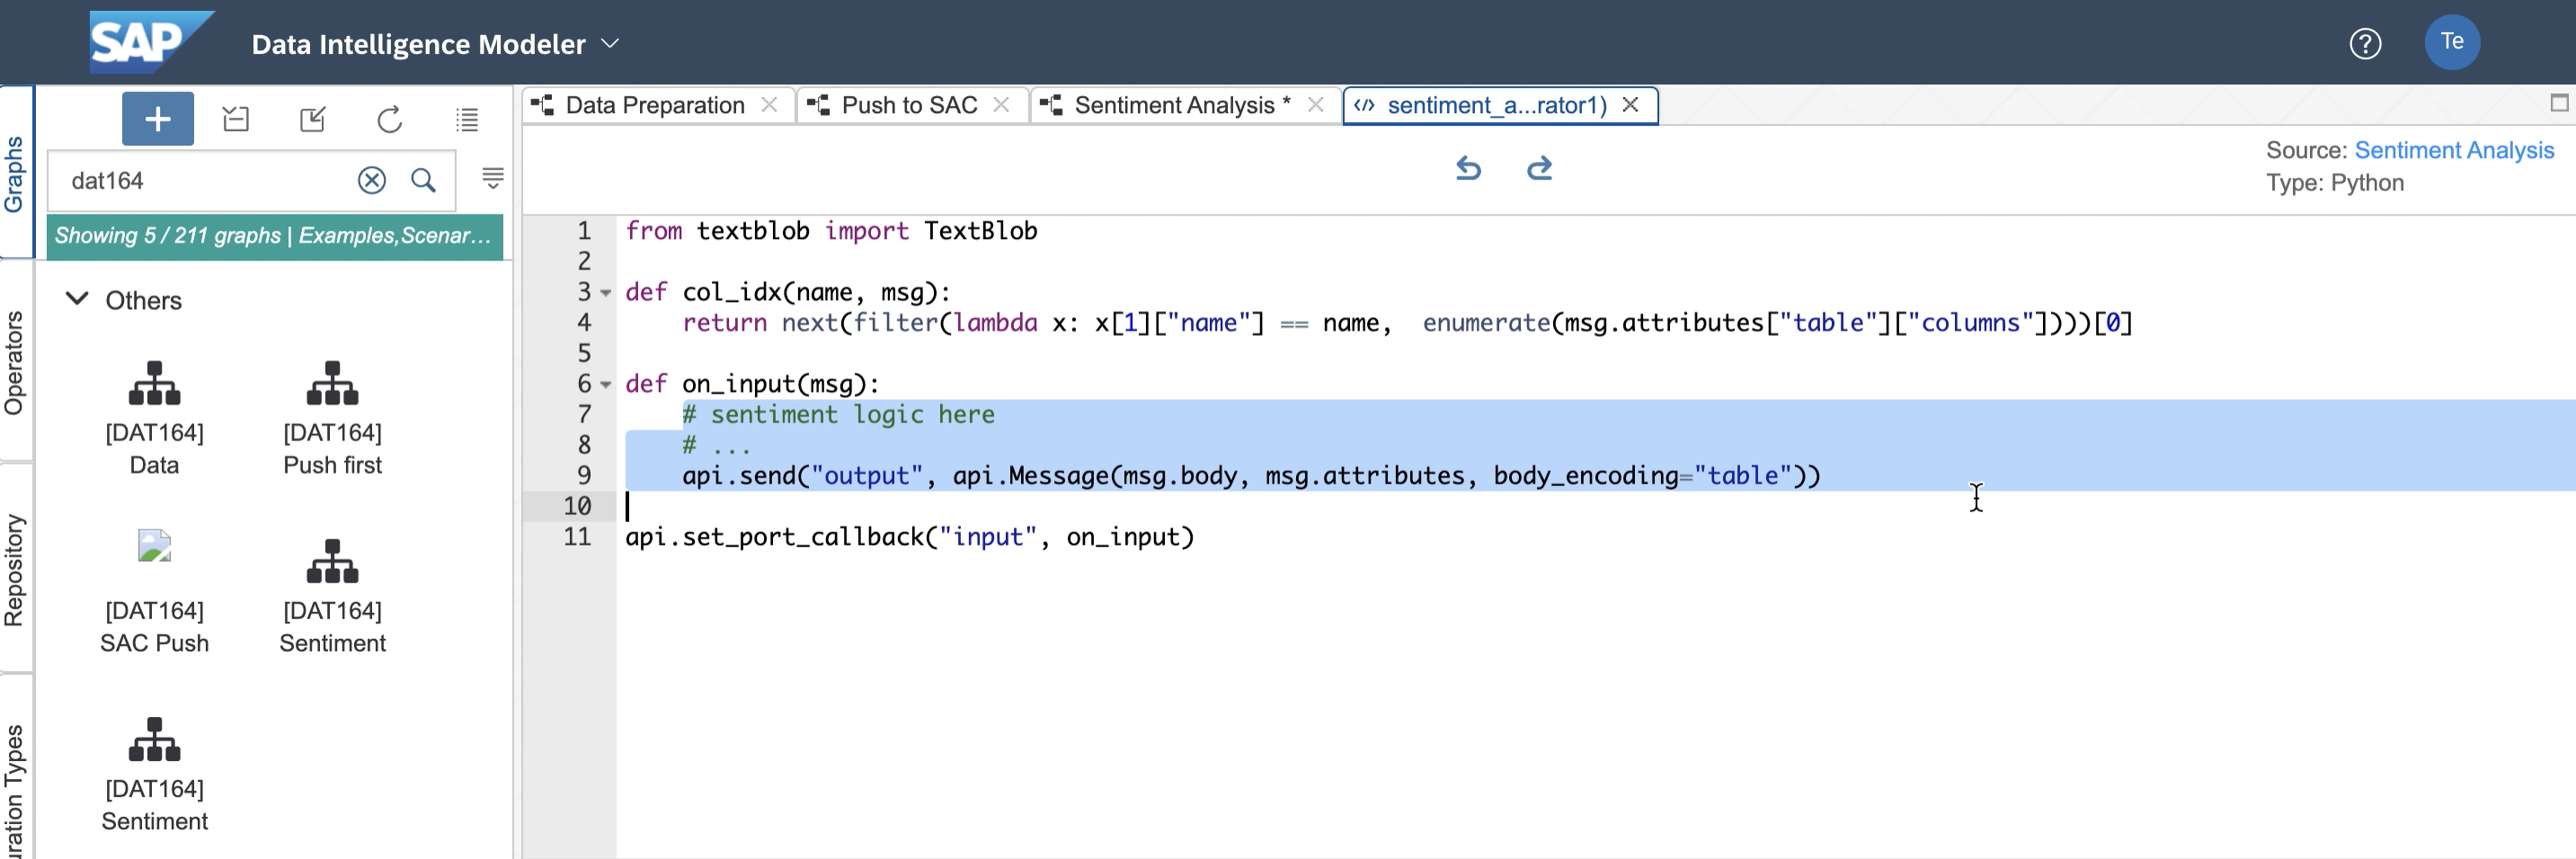 SAP Data Intelligence Modeler
Te
Graphs
Operators
Repository
uration Types
dat164
Showing 5 / 211 graphs | Examples,Scenar...
Others
[DAT164]
Data
[DAT164]
Push first
[DAT164]
SAC Push
[DAT164]
Sentiment
[DAT164]
Sentiment
Data Preparation
Push to SAC
Sentiment Analysis *
sentiment_a...rator1)
Source: Sentiment Analysis
Type: Python
1 from textblob import TextBlob
2
3 def col_idx(name, msg):
4     return next(filter(lambda x: x[1]["name"] == name,  enumerate(msg.attributes["table"]["columns"])))[0]
5
6 def on_input(msg):
7     # sentiment logic here
8     # ...
9     api.send("output", api.Message(msg.body, msg.attributes, body_encoding="table"))
10
11 api.set_port_callback("input", on_input)